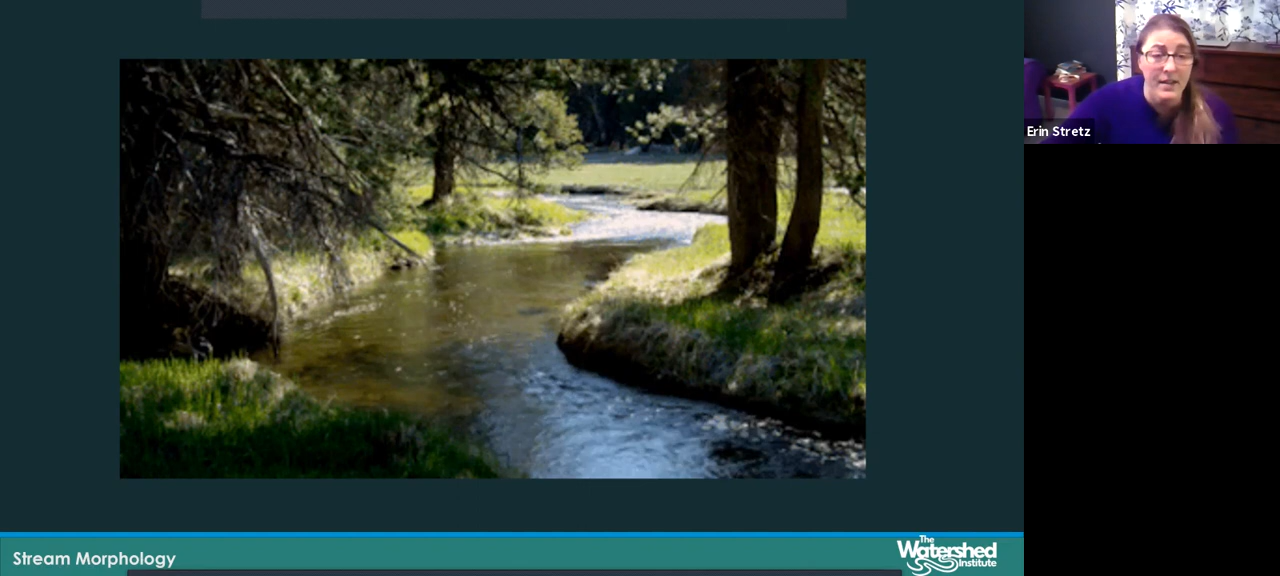 Erin Stretz
Stream Morphology
The
Watershed
Institute